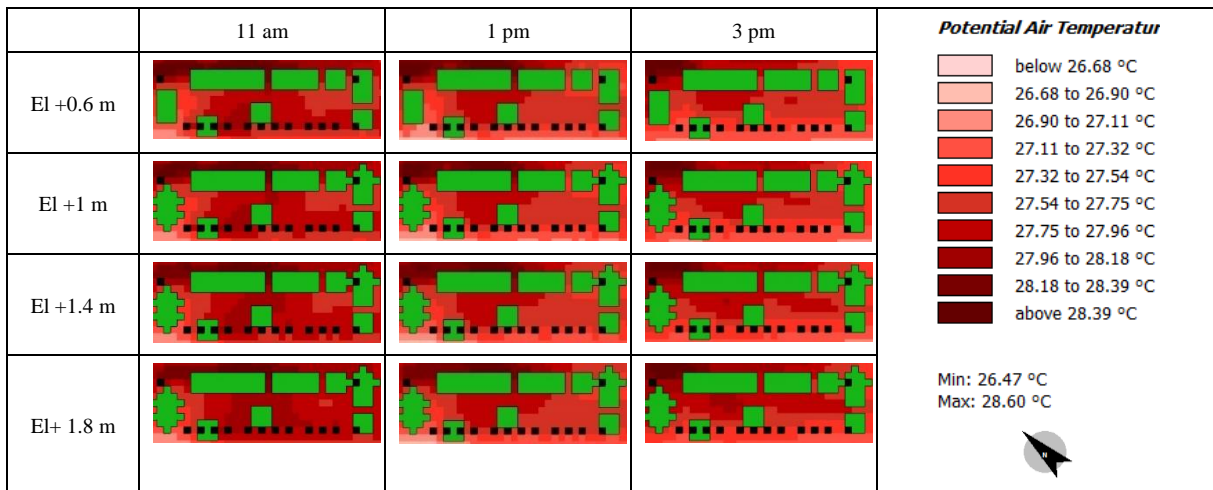 11 am 1 pm 3 pm
El +0.6 m
El +1 m
El +1.4 m
El+ 1.8 m
Potential Air Temperatur
below 26.68 °C
26.68 to 26.90 °C
26.90 to 27.11 °C
27.11 to 27.32 °C
27.32 to 27.54 °C
27.54 to 27.75 °C
27.75 to 27.96 °C
27.96 to 28.18 °C
28.18 to 28.39 °C
above 28.39 °C
Min: 26.47 °C
Max: 28.60 °C
N